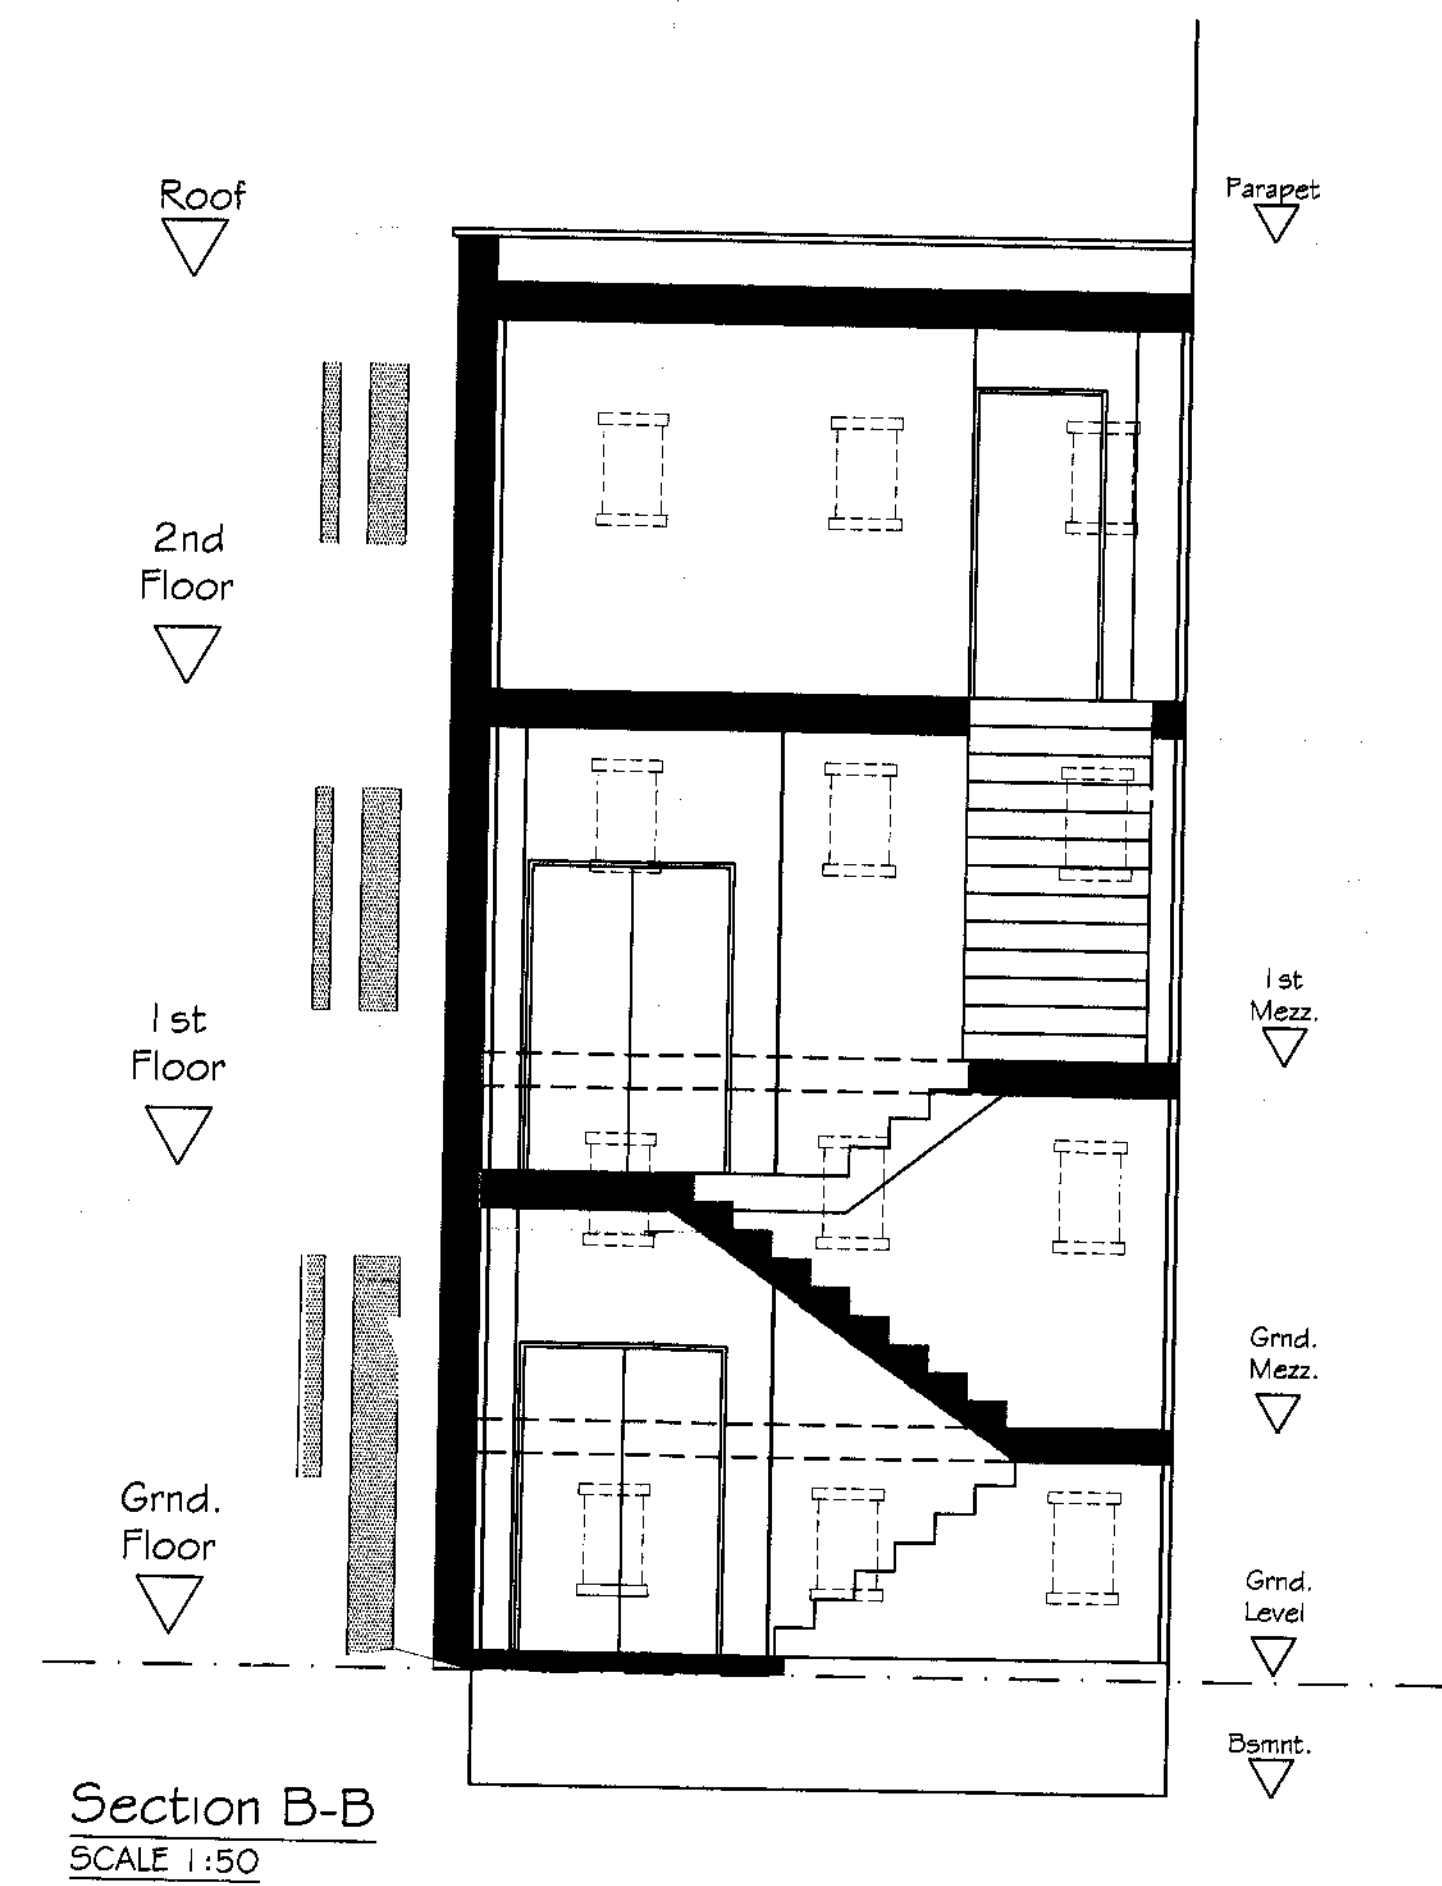 Roof
Parapet
2nd
Floor
1st
Mezz.
1st
Floor
Grnd.
Mezz.
Grnd.
Floor
Grnd.
Level
Bsmnt.
Section B-B
SCALE 1:50